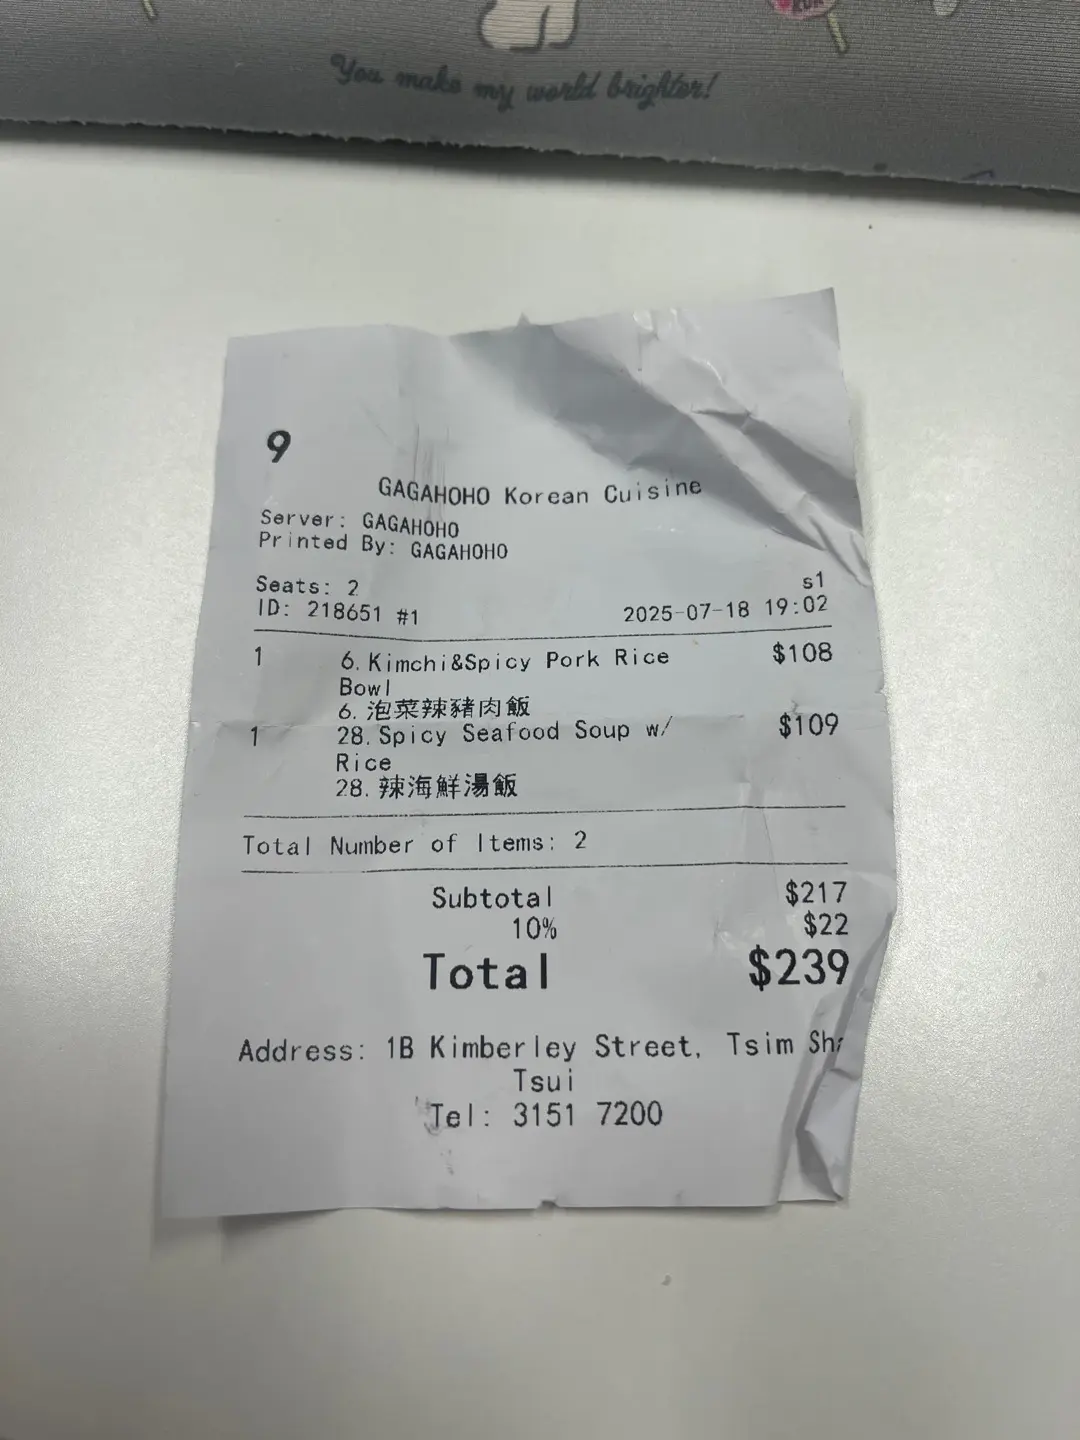 You make my world brighter!
9
GAGAHOHO Korean Cuisine
Server: GAGAHOHO
Printed By: GAGAHOHO
Seats: 2 s1
ID: 218651 #1 2025-07-18 19:02
1 6. Kimchi&Spicy Pork Rice $108
Bowl
6. 泡菜辣豬肉飯
1 28. Spicy Seafood Soup w/ $109
Rice
28. 辣海鮮湯飯
Total Number of Items: 2
Subtotal $217
10% $22
Total $239
Address: 1B Kimberley Street, Tsim
Tsui
Tel: 3151 7200